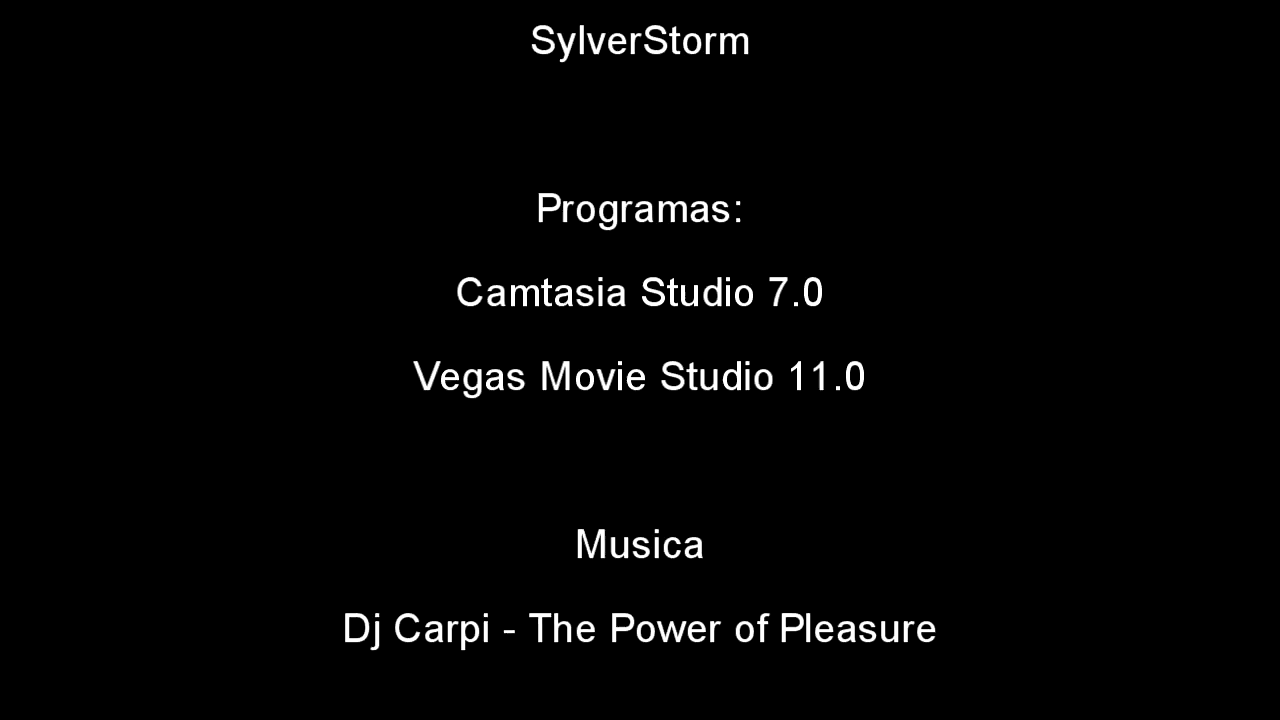 SylverStorm
Programas:
Camtasia Studio 7.0
Vegas Movie Studio 11.0
Musica
Dj Carpi - The Power of Pleasure